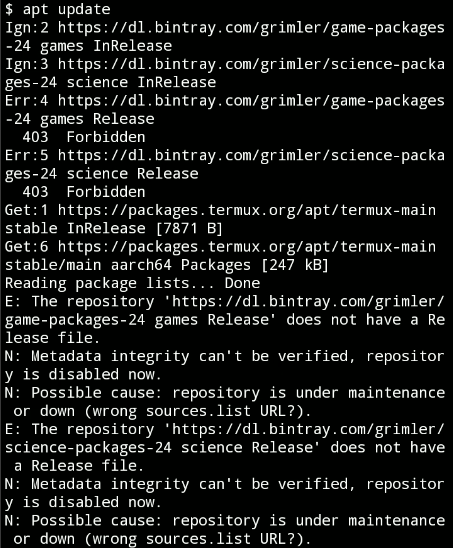 $ apt update
Ign:2 https://dl.bintray.com/grimler/game-packages
-24 games InRelease
Ign:3 https://dl.bintray.com/grimler/science-packa
ges-24 science InRelease
Err:4 https://dl.bintray.com/grimler/game-packages
-24 games Release
  403  Forbidden
Err:5 https://dl.bintray.com/grimler/science-packa
ges-24 science Release
  403  Forbidden
Get:1 https://packages.termux.org/apt/termux-main
stable InRelease [7871 B]
Get:6 https://packages.termux.org/apt/termux-main
stable/main aarch64 Packages [247 kB]
Reading package lists... Done
E: The repository 'https://dl.bintray.com/grimler/
game-packages-24 games Release' does not have a Re
lease file.
N: Metadata integrity can't be verified, repositor
y is disabled now.
N: Possible cause: repository is under maintenance
 or down (wrong sources.list URL?).
E: The repository 'https://dl.bintray.com/grimler/
science-packages-24 science Release' does not have
 a Release file.
N: Metadata integrity can't be verified, repositor
y is disabled now.
N: Possible cause: repository is under maintenance
 or down (wrong sources.list URL?).